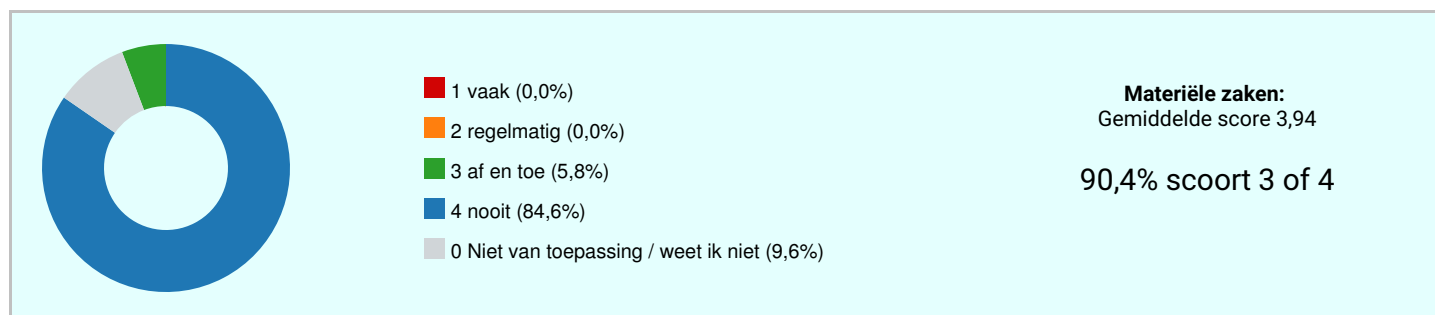 1 vaak (0,0%)
2 regelmatig (0,0%)
3 af en toe (5,8%)
4 nooit (84,6%)
0 Niet van toepassing / weet ik niet (9,6%)
Materiële zaken:
Gemiddelde score 3,94
90,4% scoort 3 of 4